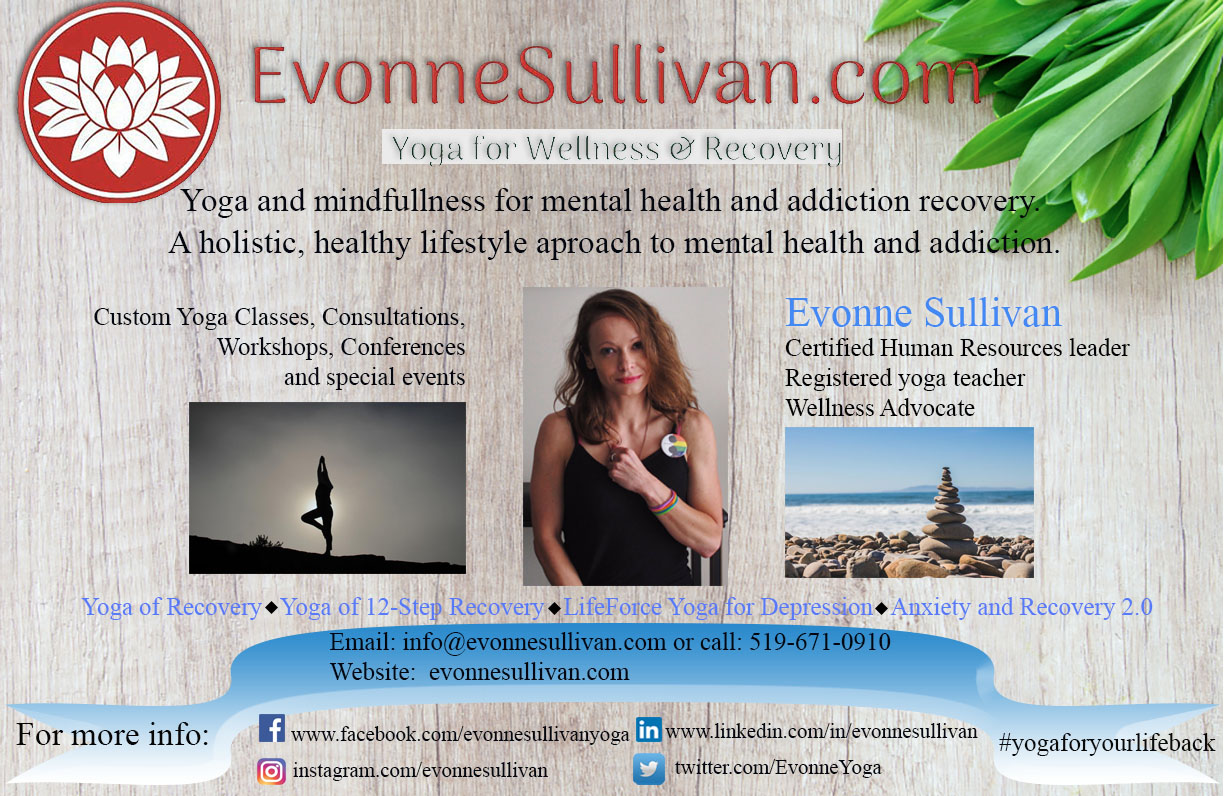 EvonneSullivan.com
Yoga for Wellness & Recovery
Yoga and mindfullness for mental health and addiction recovery.
A holistic, healthy lifestyle aproach to mental health and addiction.
Custom Yoga Classes, Consultations,
Workshops, Conferences
and special events
Evonne Sullivan
Certified Human Resources leader
Registered yoga teacher
Wellness Advocate
Yoga of Recovery◆Yoga of 12-Step Recovery◆LifeForce Yoga for Depression◆Anxiety and Recovery 2.0
Email: info@evonnesullivan.com or call: 519-671-0910
Website: evonnesullivan.com
For more info:
www.facebook.com/evonnesullivanyoga
in www.linkedin.com/in/evonnesullivan
instagram.com/evonnesullivan
twitter.com/EvonneYoga
#yogaforyourlifeback